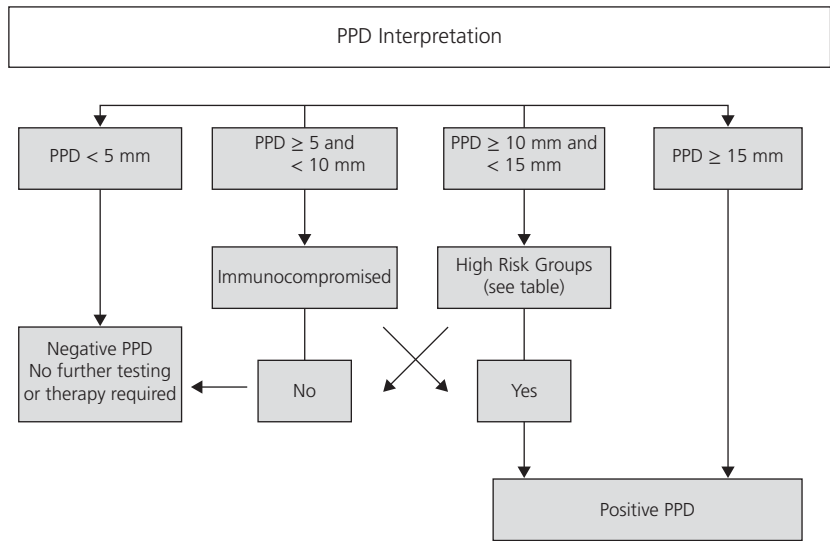 PPD Interpretation
PPD < 5 mm
PPD ≥ 5 and
< 10 mm
PPD ≥ 10 mm and
< 15 mm
PPD ≥ 15 mm
Immunocompromised
High Risk Groups
(see table)
Negative PPD
No further testing
or therapy required
No
Yes
Positive PPD